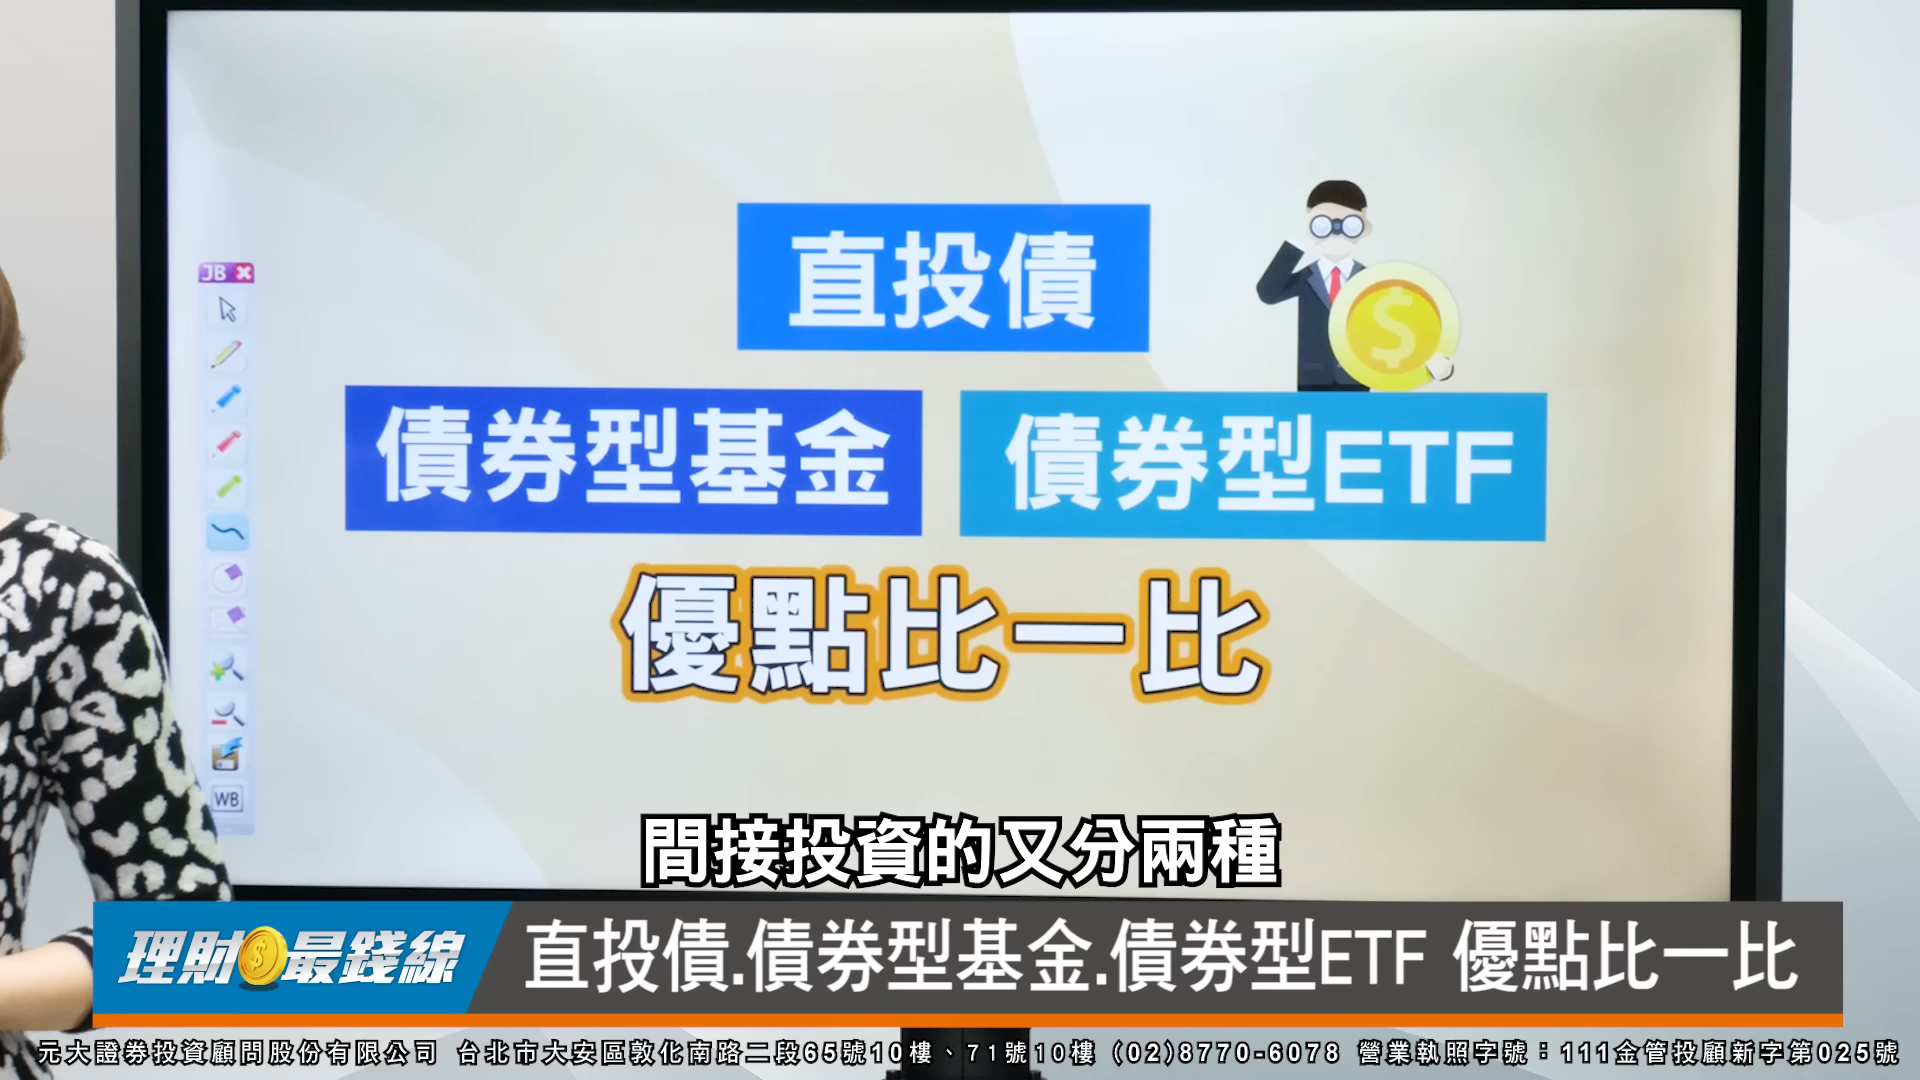 直投債
JB
$
債券型基金
債券型ETF
優點比一比
WB
間接投資的又分兩種
理財$最錢線
直投債.債券型基金.債券型ETF 優點比一比
元大證券投資顧問股份有限公司 台北市大安區敦化南路二段65號10樓、71號10樓 (02)8770-6078 營業執照字號：111金管投顧新字第025號